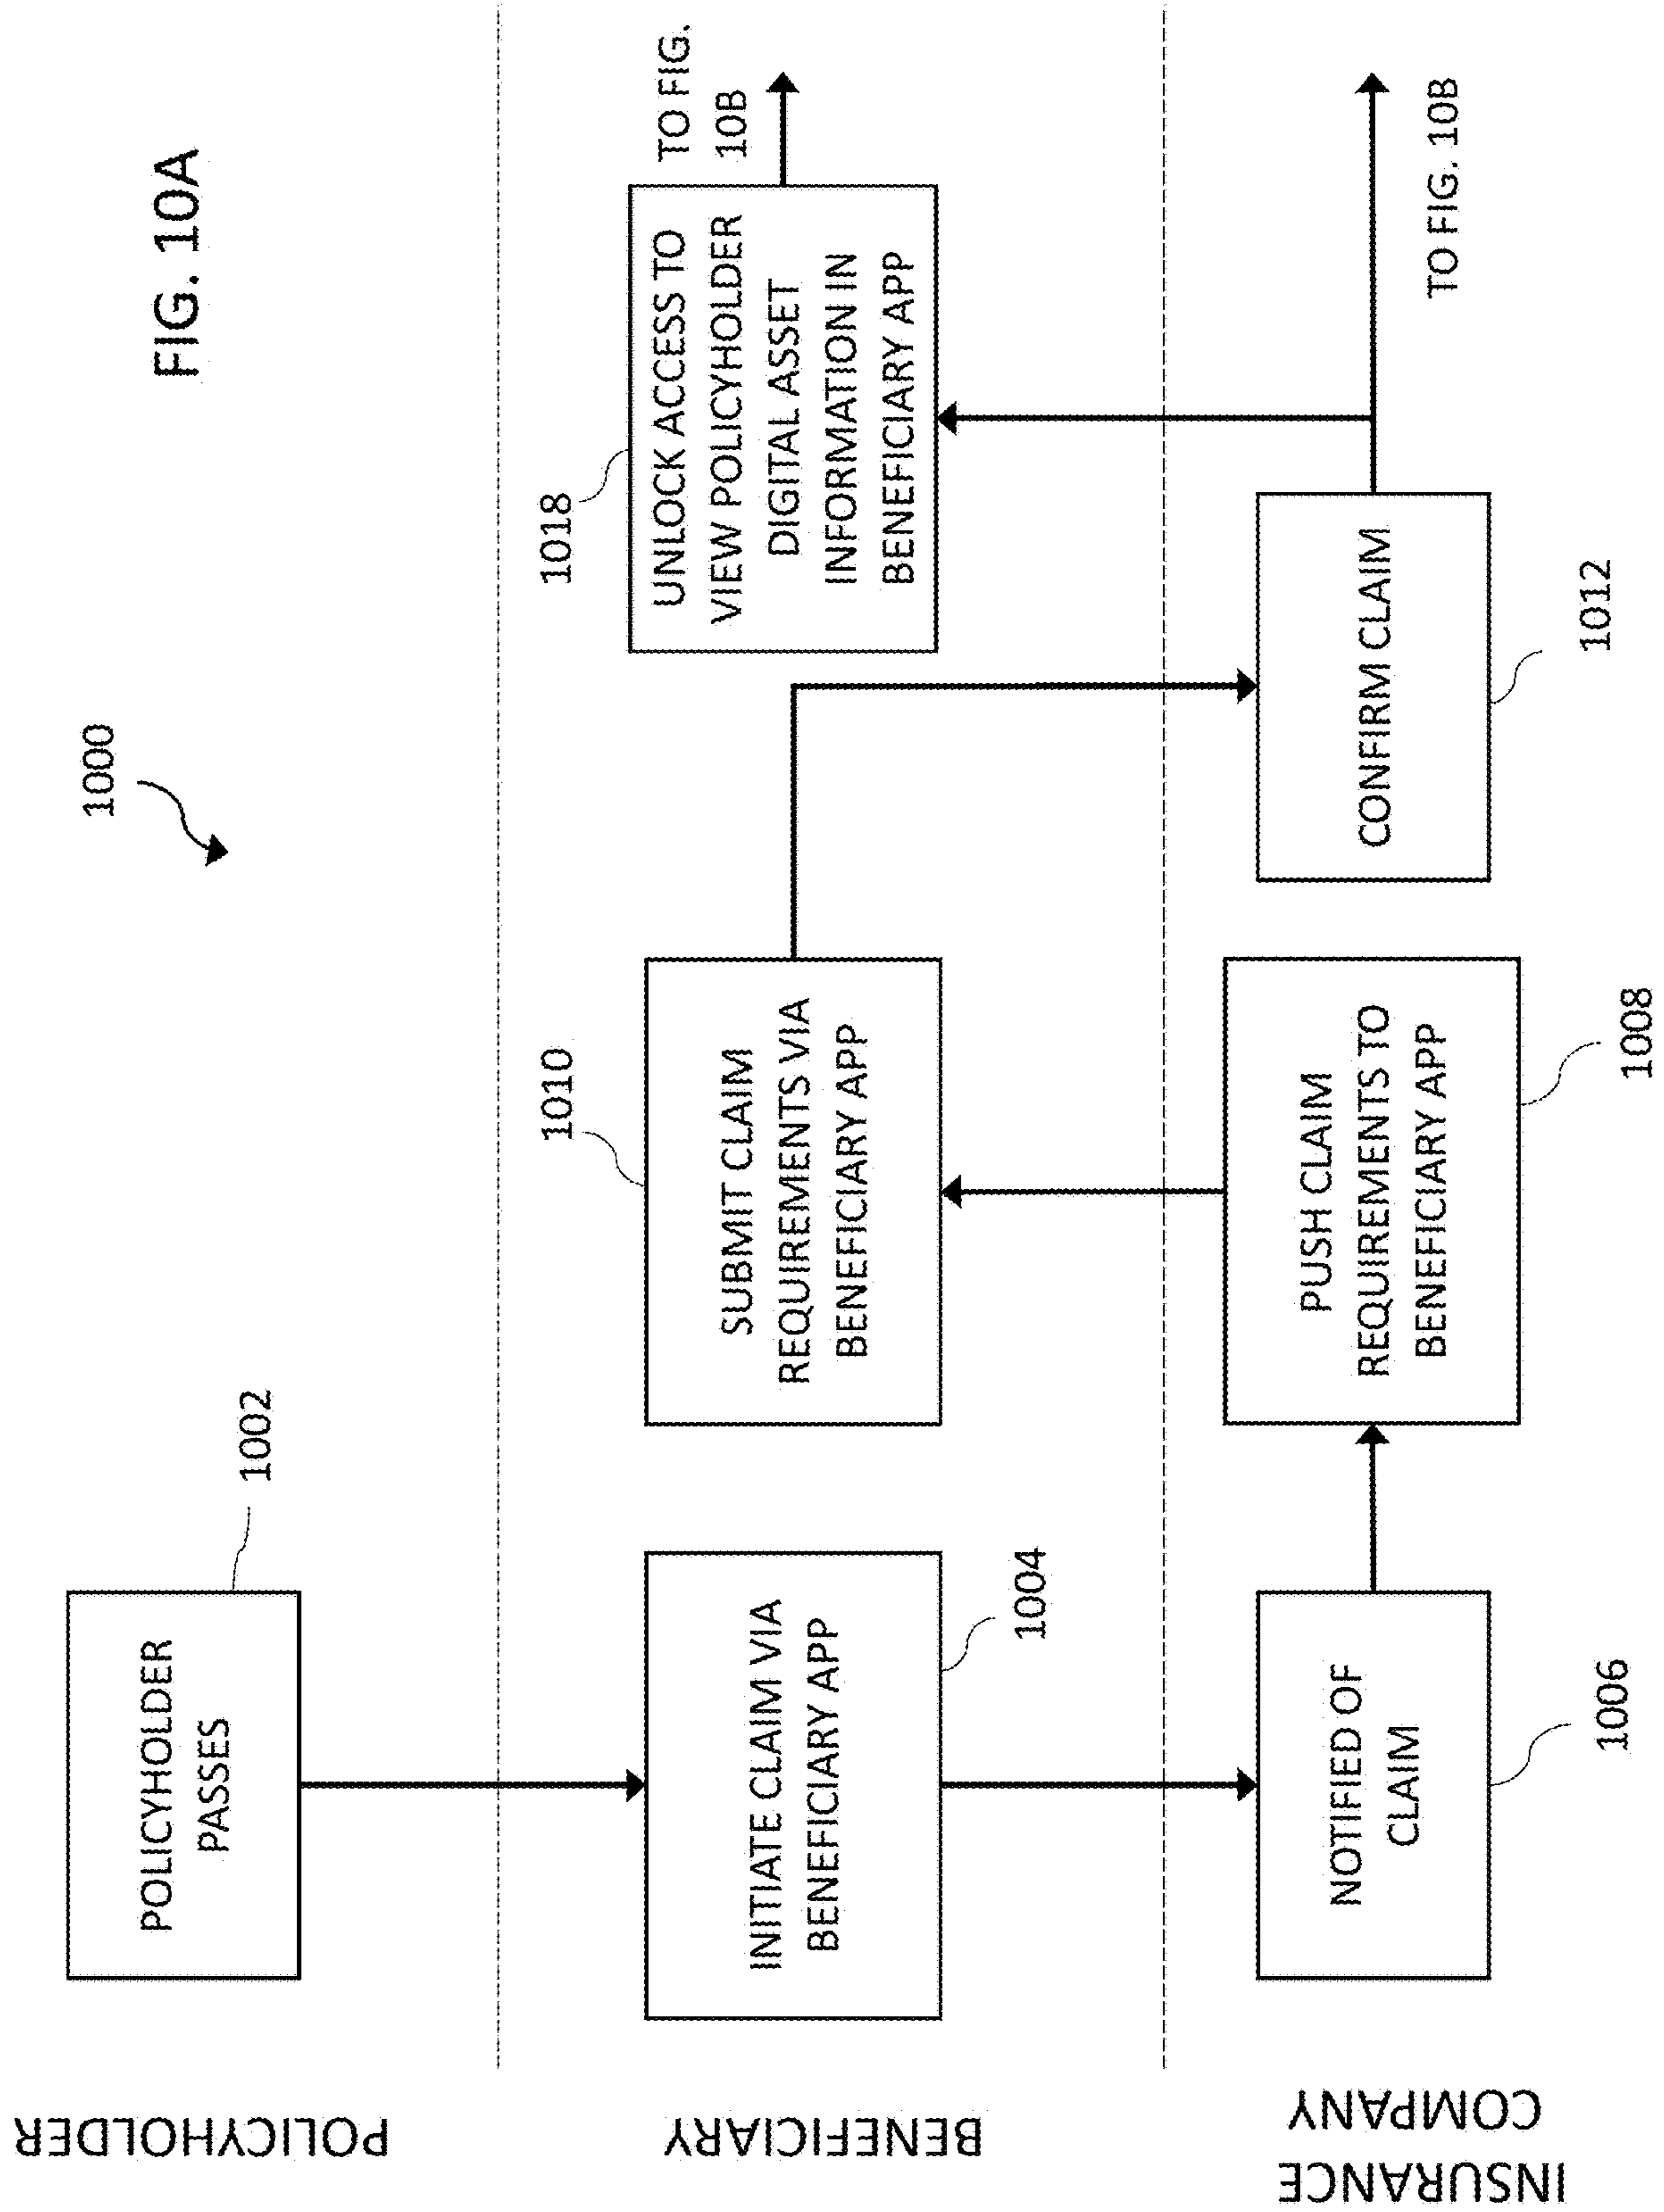 FIG. 10A
1000
POLICYHOLDER
POLICYHOLDER
PASSES
1002
BENEFICIARY
INITIATE CLAIM VIA
BENEFICIARY APP
1004
SUBMIT CLAIM
REQUIREMENTS VIA
BENEFICIARY APP
1010
UNLOCK ACCESS TO
VIEW POLICYHOLDER
DIGITAL ASSET
INFORMATION IN
BENEFICIARY APP
1018
TO FIG.
10B
INSURANCE
COMPANY
NOTIFIED OF
CLAIM
1006
PUSH CLAIM
REQUIREMENTS TO
BENEFICIARY APP
1008
CONFIRM CLAIM
1012
TO FIG. 10B